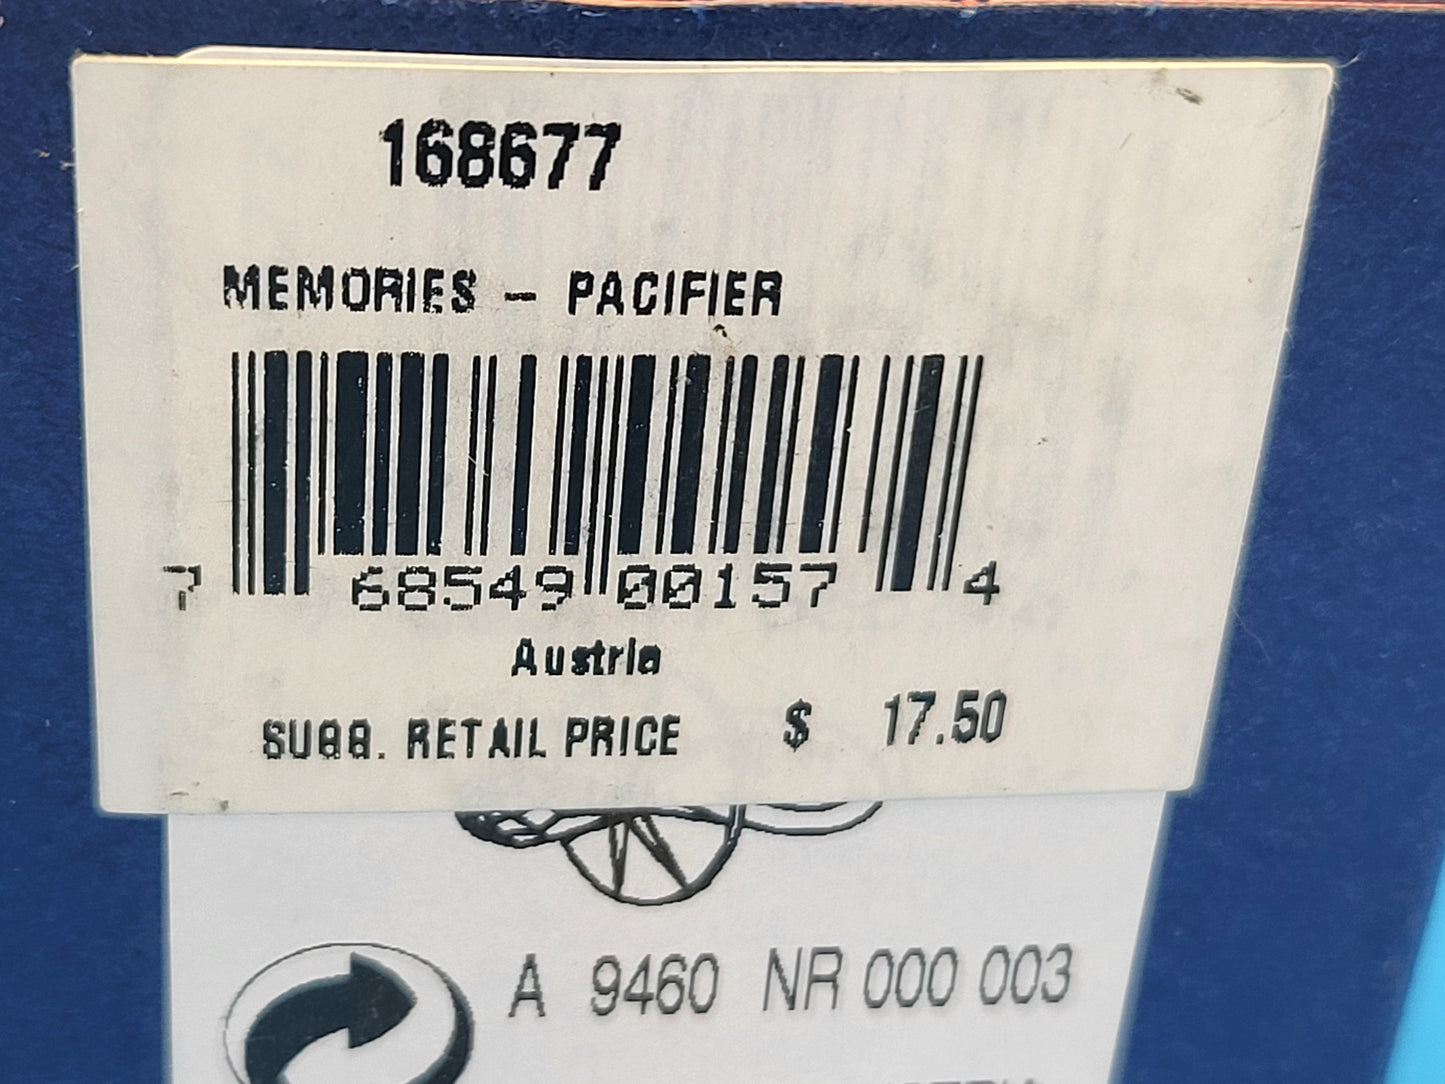 168677
MEMORIES - PACIFIER
7 68549 00157 4
Austria
SUGG. RETAIL PRICE $ 17.50
A 9460 NR 000 003